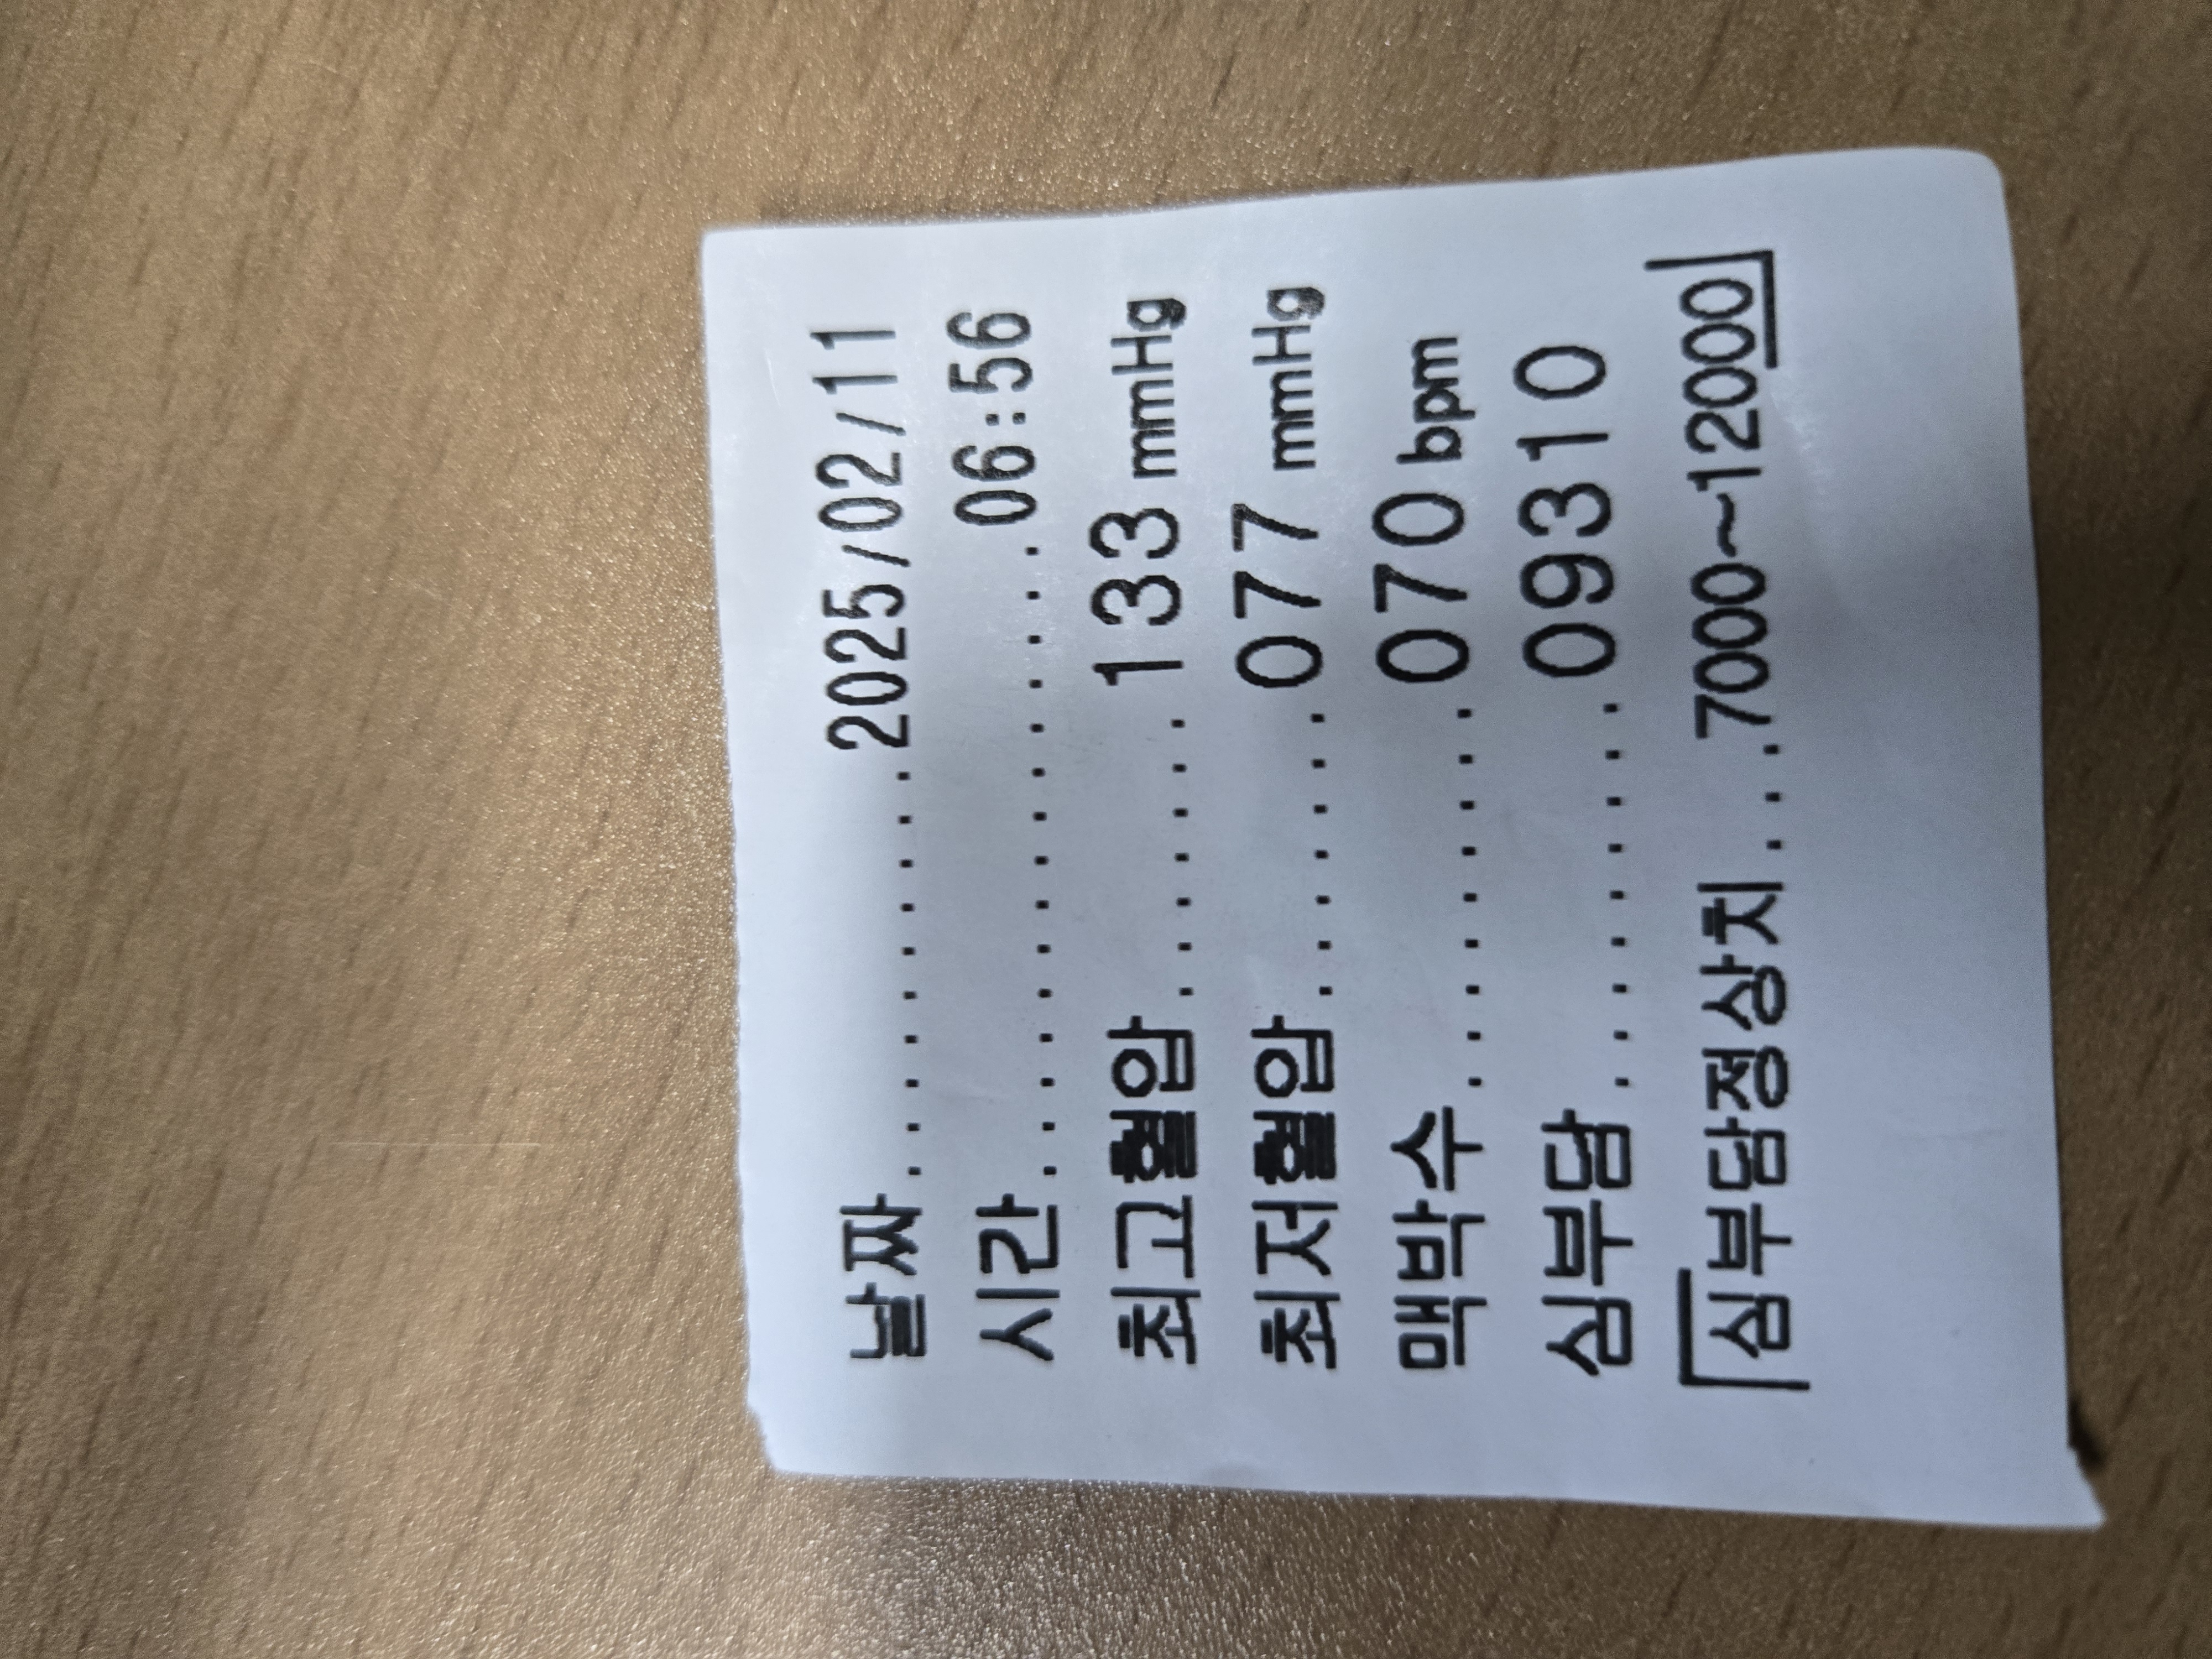 날짜..........2025/02/11
시간..............06:56
최고혈압.......133 mmHg
최저혈압.......077 mmHg
맥박수.........070 bpm
심부담.........09310
「심부담정상치...7000~12000」